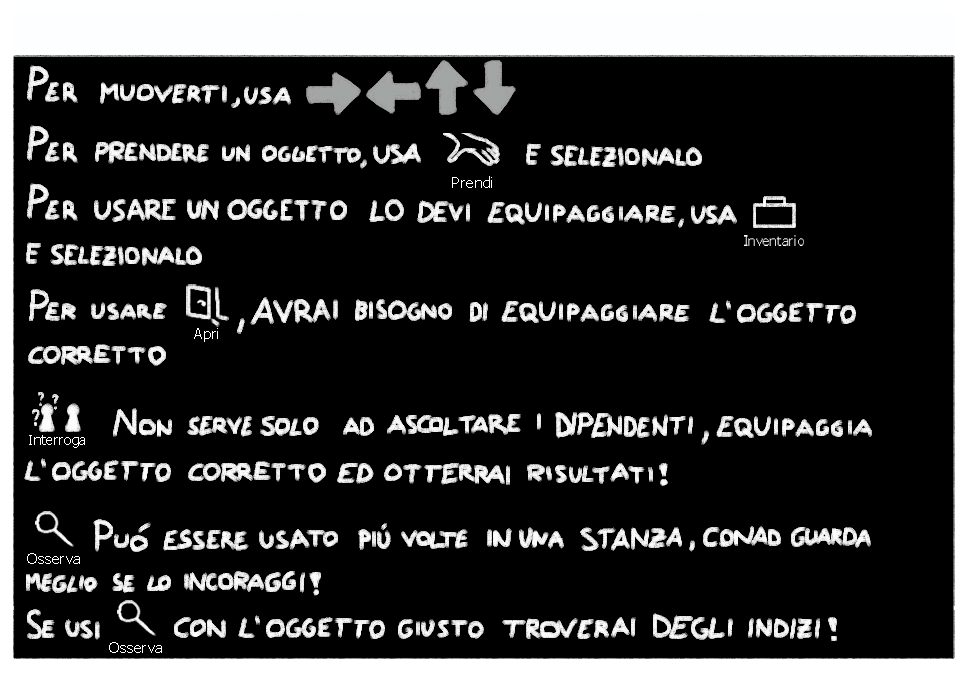 PER MUOVERTI, USA
PER PRENDERE UN OGGETTO, USA Prendi E SELEZIONALO
PER USARE UN OGGETTO LO DEVI EQUIPAGGIARE, USA Inventario
E SELEZIONALO
PER USARE Apri , AVRAI BISOGNO DI EQUIPAGGIARE L'OGGETTO
CORRETTO
??? Interroga NON SERVE SOLO AD ASCOLTARE I DIPENDENTI, EQUIPAGGIA
L'OGGETTO CORRETTO ED OTTERRAI RISULTATI!
Osserva PUÓ ESSERE USATO PIÚ VOLTE IN UNA STANZA, CONAD GUARDA
MEGLIO SE LO INCORAGGI!
SE USI Osserva CON L'OGGETTO GIUSTO TROVERAI DEGLI INDIZI!